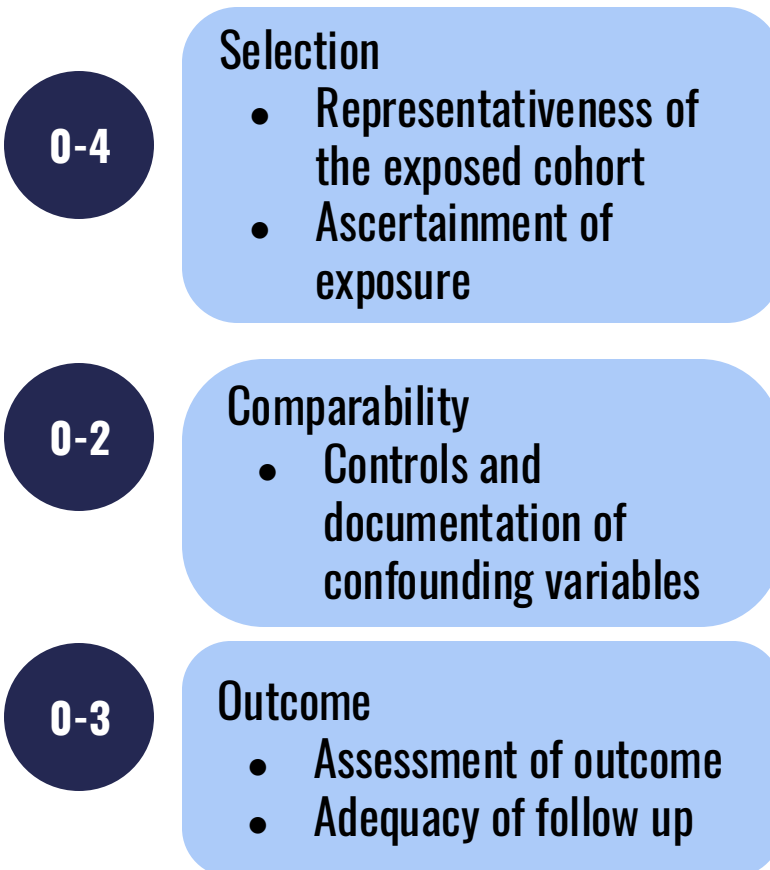 0-4
Selection
● Representativeness of
the exposed cohort
● Ascertainment of
exposure
0-2
Comparability
● Controls and
documentation of
confounding variables
0-3
Outcome
● Assessment of outcome
● Adequacy of follow up